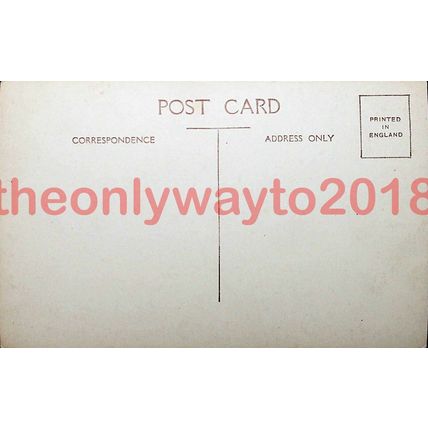 POST CARD
CORRESPONDENCE
ADDRESS ONLY
PRINTED
IN
ENGLAND
theonlywayto2018